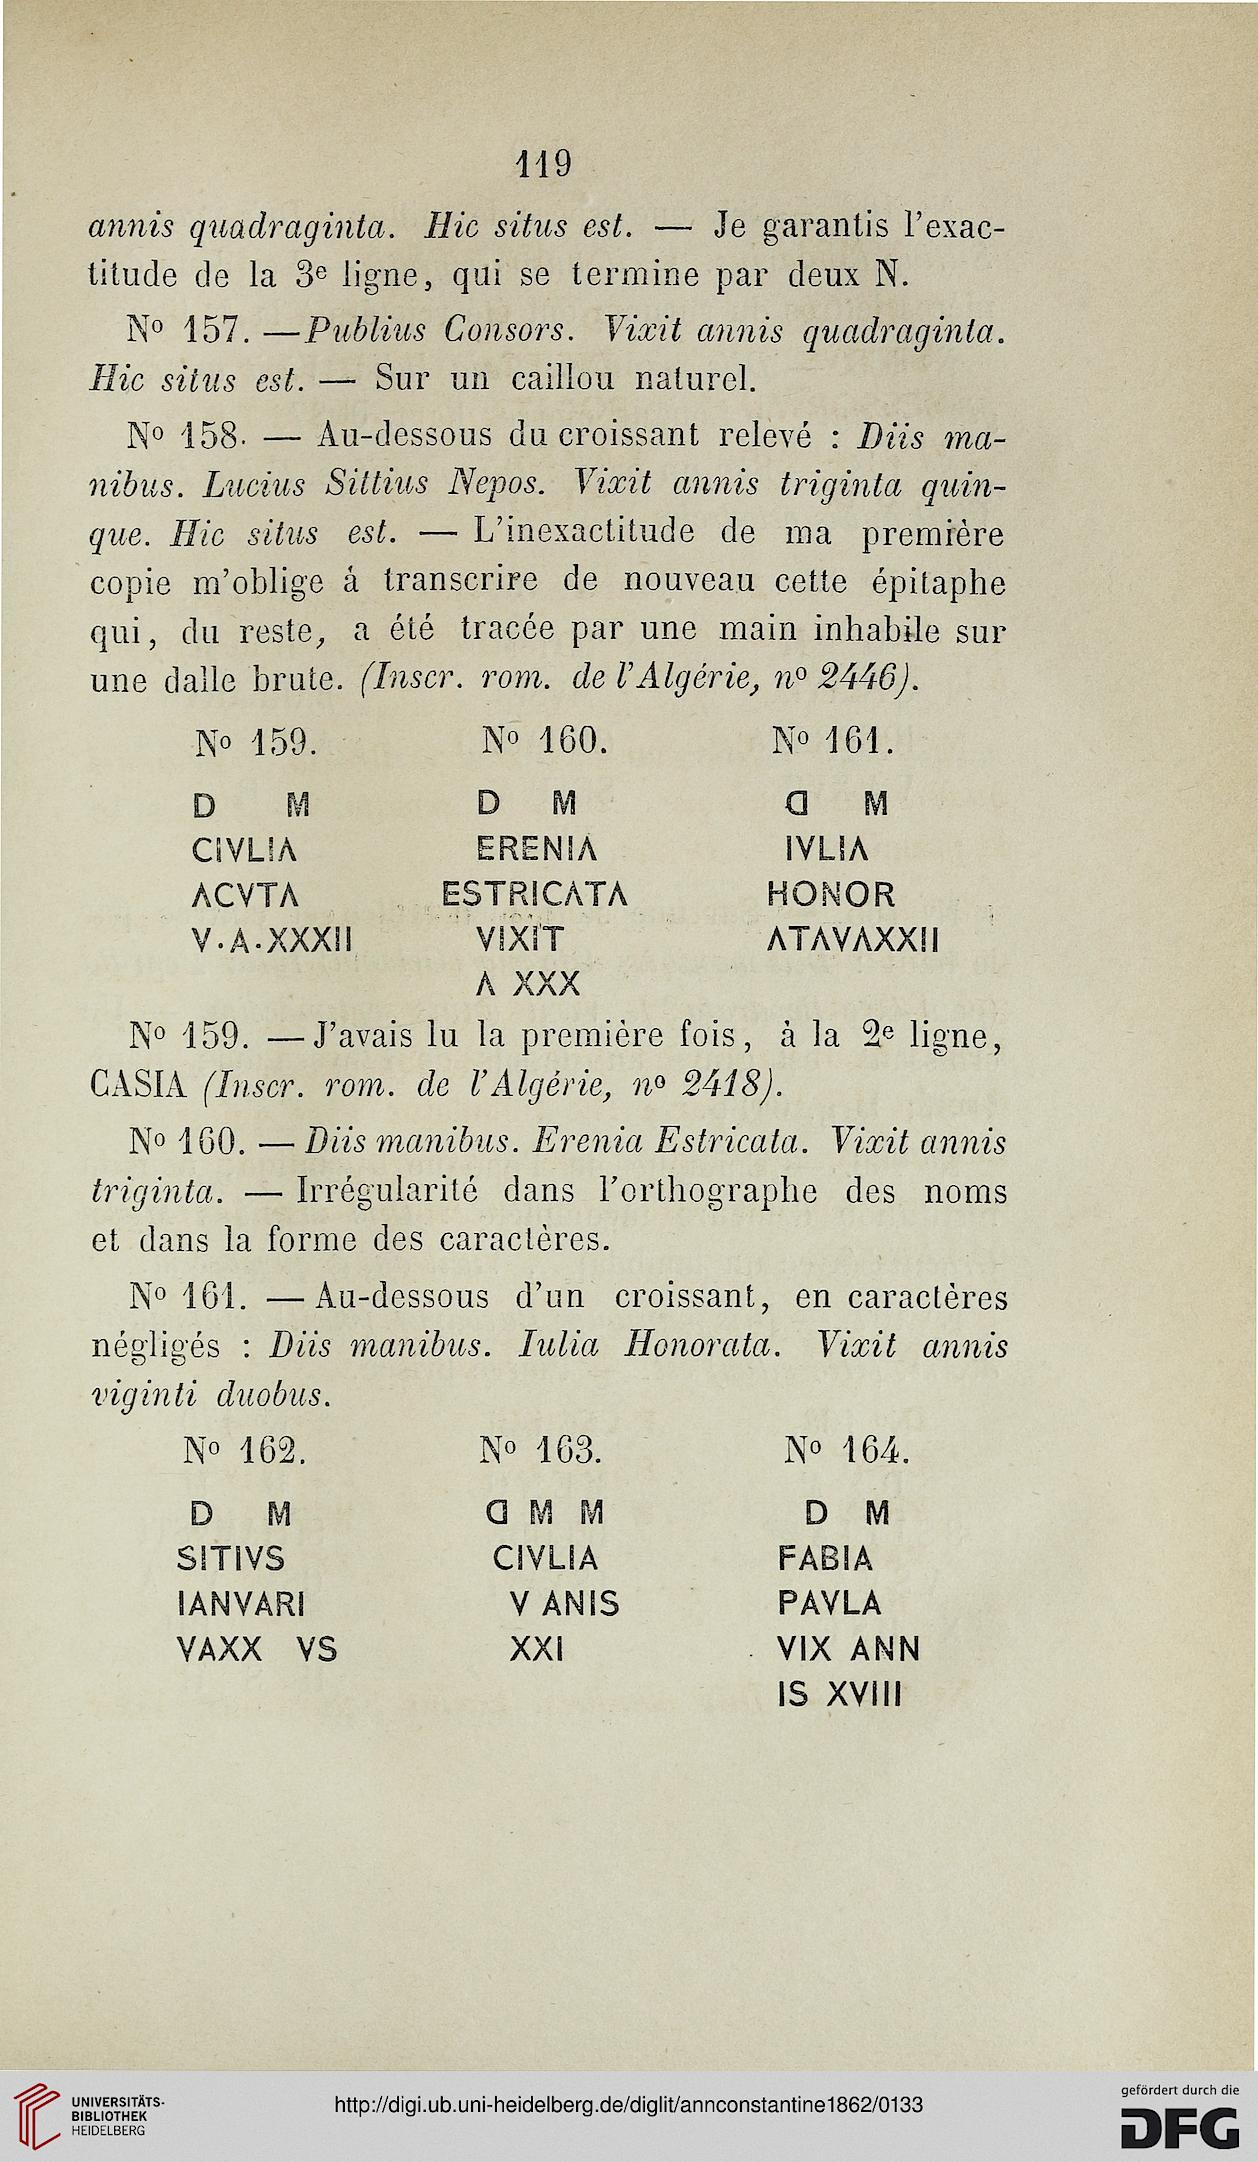 119
annis quadraginta. Hic situs est. — Je garantis l'exac-
titude de la 3e ligne, qui se termine par deux N.
No 157. — Publius Consors. Vixit annis quadraginta.
Hic situs est. — Sur un caillou naturel.
No 158. — Au-dessous du croissant relevé : Diis ma-
nibus. Lucius Sittius Nepos. Vixit annis triginta quin-
que. Hic situs est. — L'inexactitude de ma première
copie m'oblige à transcrire de nouveau cette épitaphe
qui, du reste, a été tracée par une main inhabile sur
une dalle brute. (Inscr. rom. de l'Algérie, no 2446).
No 159. No 160. No 161.
D M D M ᗡ M
CIVLIA ERENIΛ IVLIΛ
ΛCVTΛ ESTRICΛTΛ HONOR
V.A.XXXII VIXIT ΛTΛVΛXXII
Λ XXX
No 159. — J'avais lu la première fois, à la 2e ligne,
CASIA (Inscr. rom. de l'Algérie, no 2418).
No 160. — Diis manibus. Erenia Estricata. Vixit annis
triginta. — Irrégularité dans l'orthographe des noms
et dans la forme des caractères.
No 161. — Au-dessous d'un croissant, en caractères
négligés : Diis manibus. Iulia Honorata. Vixit annis
viginti duobus.
No 162. No 163. No 164.
D M ᗡ M M D M
SITIVS CIVLIA FABIA
IANVARI V ANIS PAVLA
VAXX VS XXI VIX ANN
IS XVIII
UNIVERSITÄTS-
BIBLIOTHEK
HEIDELBERG
http://digi.ub.uni-heidelberg.de/diglit/annconstantine1862/0133
gefördert durch die
DFG